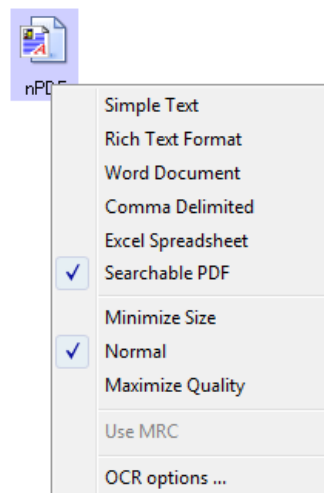 nPDF
Simple Text
Rich Text Format
Word Document
Comma Delimited
Excel Spreadsheet
Searchable PDF
Minimize Size
Normal
Maximize Quality
Use MRC
OCR options ...